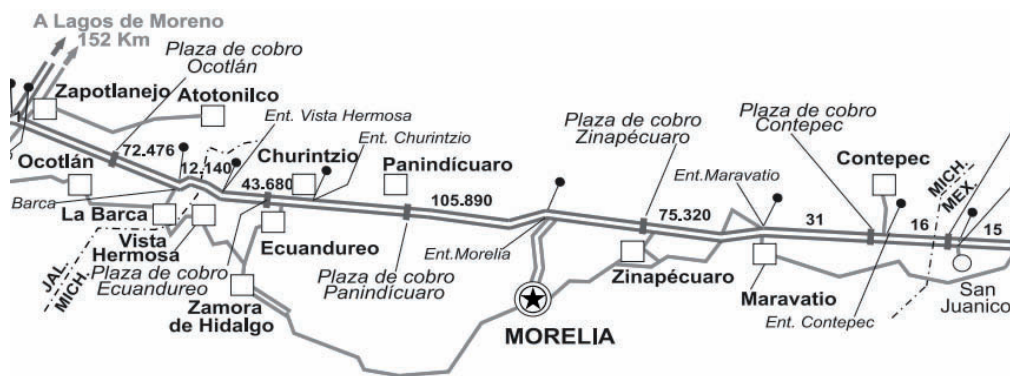 A Lagos de Moreno
152 Km
Plaza de cobro
Ocotlán
Zapotlanejo
Atotonilco
Ent. Vista Hermosa
Ent. Churintzio
Plaza de cobro
Zinapécuaro
Plaza de cobro
Contepec
Ocotlán
72.476
12.140
Churintzio
Panindícuaro
Contepec
MICH.
MEX.
43.680
105.890
Ent.Maravatio
75.320
31
16
15
Barca
La Barca
Vista
Hermosa
Ecuandureo
Ent.Morelia
JAL.
MICH.
Plaza de cobro
Ecuandureo
Plaza de cobro
Panindícuaro
Zinapécuaro
Maravatio
San
Juanico
Zamora
de Hidalgo
Ent. Contepec
MORELIA